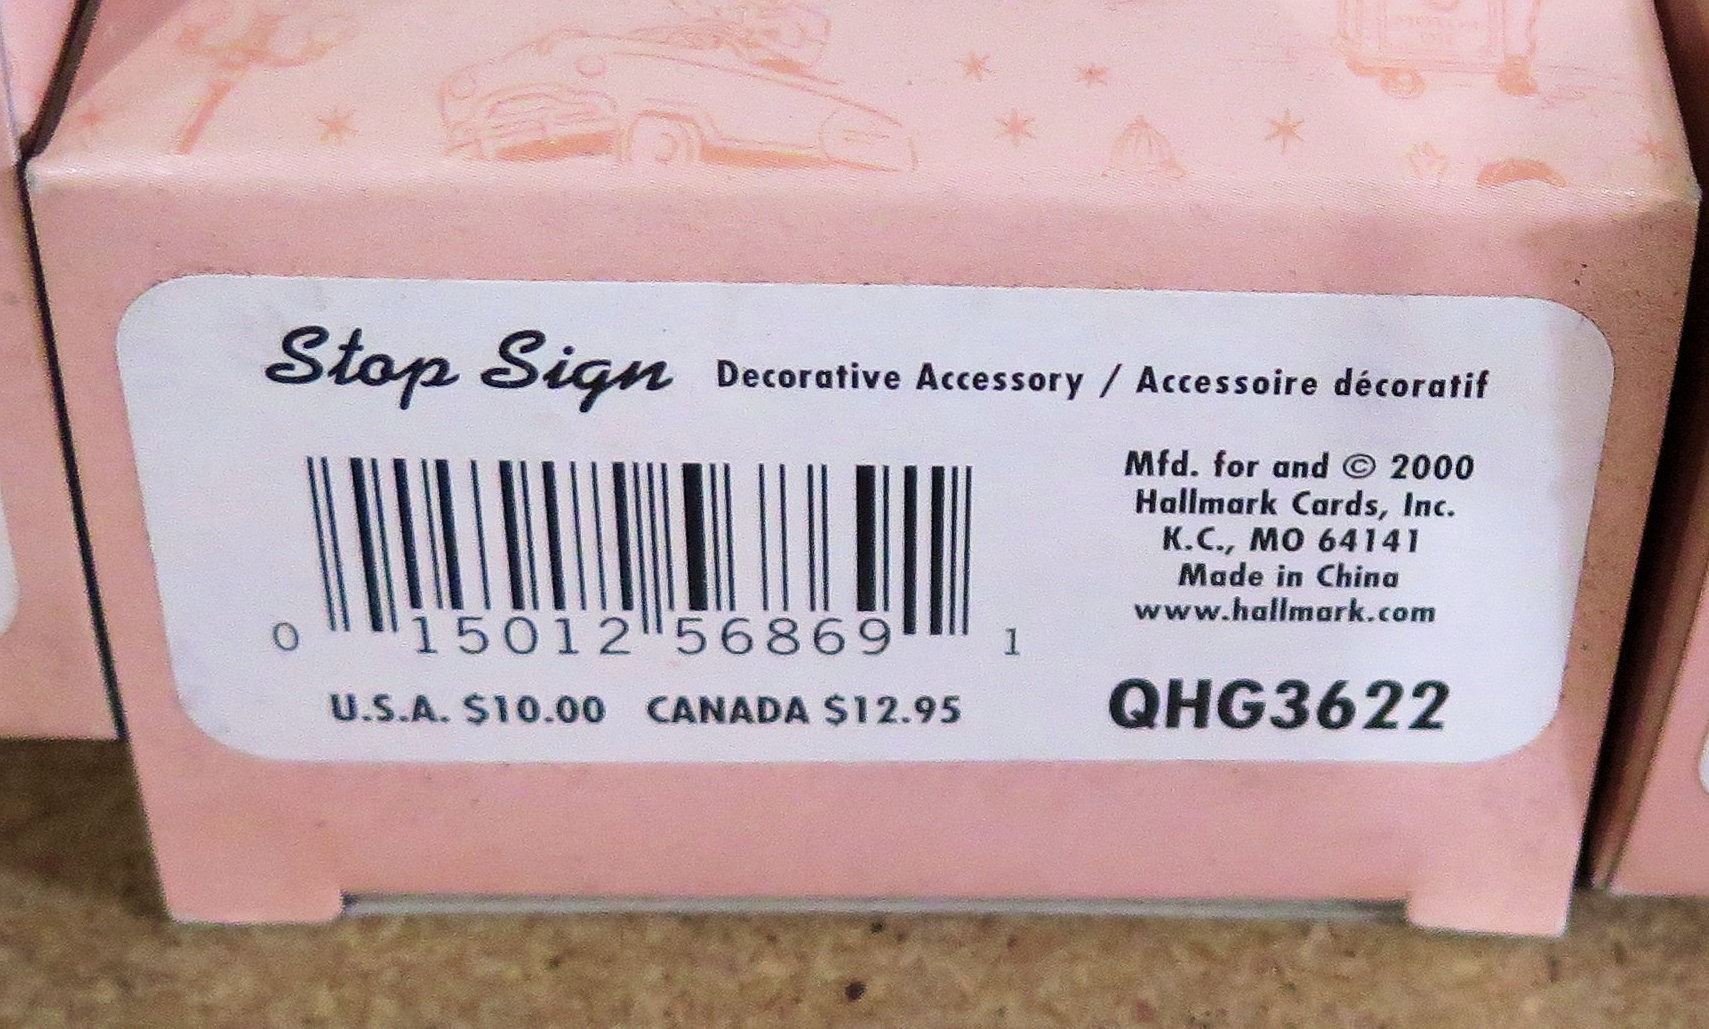 Stop Sign Decorative Accessory / Accessoire décoratif
Mfd. for and © 2000
Hallmark Cards, Inc.
K.C., MO 64141
Made in China
www.hallmark.com
0 15012 56869 1
U.S.A. $10.00 CANADA $12.95
QHG3622